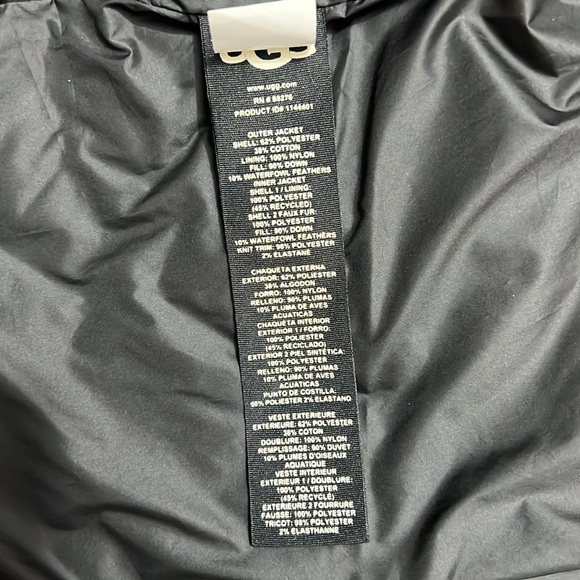 UGG
www.ugg.com
RN # 88276
PRODUCT ID# 1144401
OUTER JACKET
SHELL: 62% POLYESTER
38% COTTON
LINING: 100% NYLON
FILL: 90% DOWN
10% WATERFOWL FEATHERS
INNER JACKET
SHELL 1 / LINING:
100% POLYESTER
(45% RECYCLED)
SHELL 2 FAUX FUR:
100% POLYESTER
FILL: 90% DOWN
10% WATERFOWL FEATHERS
KNIT TRIM: 98% POLYESTER
2% ELASTANE
CHAQUETA EXTERNA
EXTERIOR: 62% POLIESTER
38% ALGODON
FORRO: 100% NYLON
RELLENO: 90% PLUMAS
10% PLUMA DE AVES
ACUATICAS
CHAQUETA INTERIOR
EXTERIOR 1 / FORRO:
100% POLIESTER
(45% RECICLADO)
EXTERIOR 2 PIEL SINTÉTICA:
100% POLYESTER
RELLENO: 90% PLUMAS
10% PLUMA DE AVES
ACUATICAS
PUNTO DE COSTILLA:
98% POLIESTER 2% ELASTANO
VESTE EXTERIEURE
EXTERIEURE: 62% POLYESTER
38% COTON
DOUBLURE: 100% NYLON
REMPLISSAGE: 90% DUVET
10% PLUMES D'OISEAUX
AQUATIQUE
VESTE INTERIEUR
EXTERIEUR 1 / DOUBLURE:
100% POLYESTER
(45% RECYCLÉ)
EXTERIEURE 2 FOURRURE
FAUSSE: 100% POLYESTER
TRICOT: 98% POLYESTER
2% ELASTHANNE